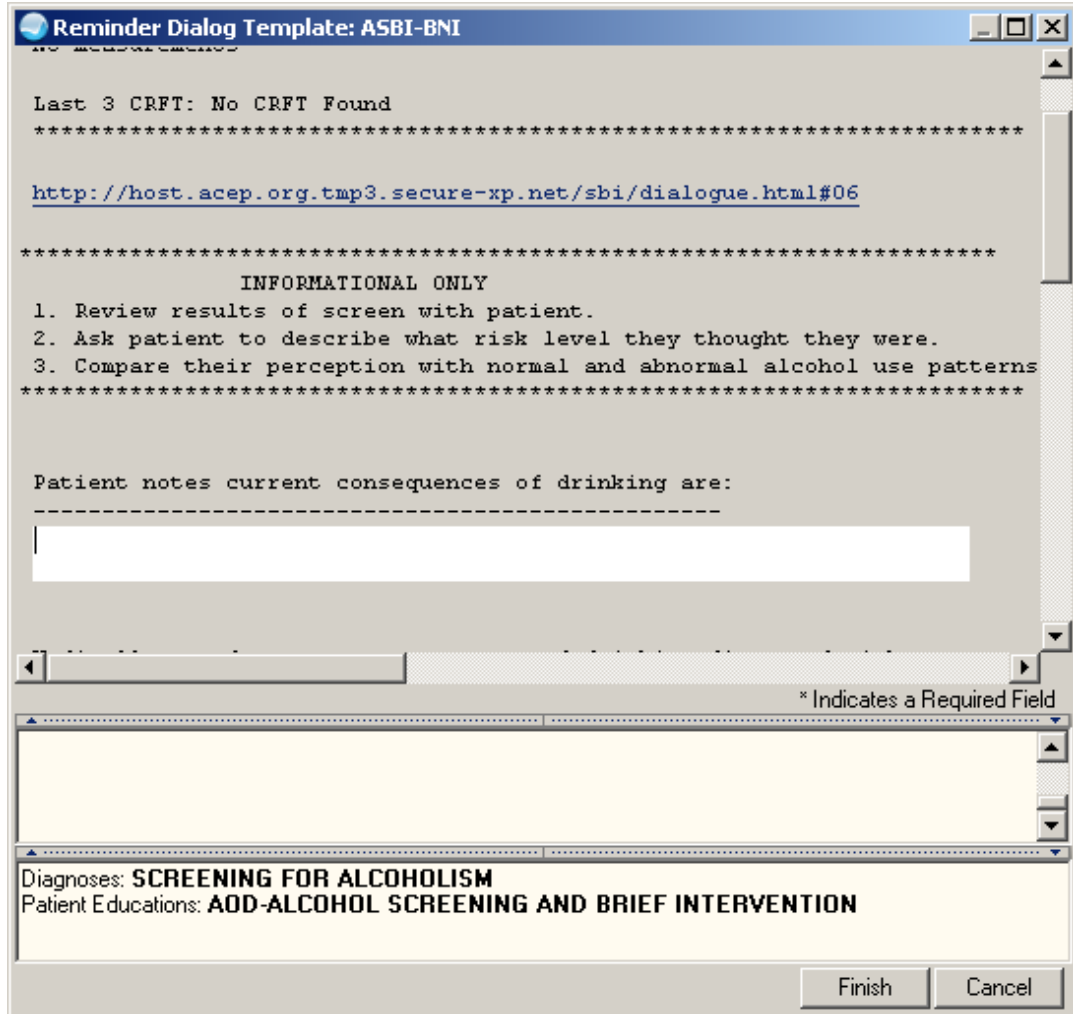 Reminder Dialog Template: ASBI-BNI
Last 3 CRFT: No CRFT Found
************************************************************************
http://host.acep.org.tmp3.secure-xp.net/sbi/dialogue.html#06
***********************************************************************
INFORMATIONAL ONLY
1. Review results of screen with patient.
2. Ask patient to describe what risk level they thought they were.
3. Compare their perception with normal and abnormal alcohol use patterns
*************************************************************************
Patient notes current consequences of drinking are:
--------------------------------------------------
* Indicates a Required Field
Diagnoses: SCREENING FOR ALCOHOLISM
Patient Educations: AOD-ALCOHOL SCREENING AND BRIEF INTERVENTION
Finish Cancel